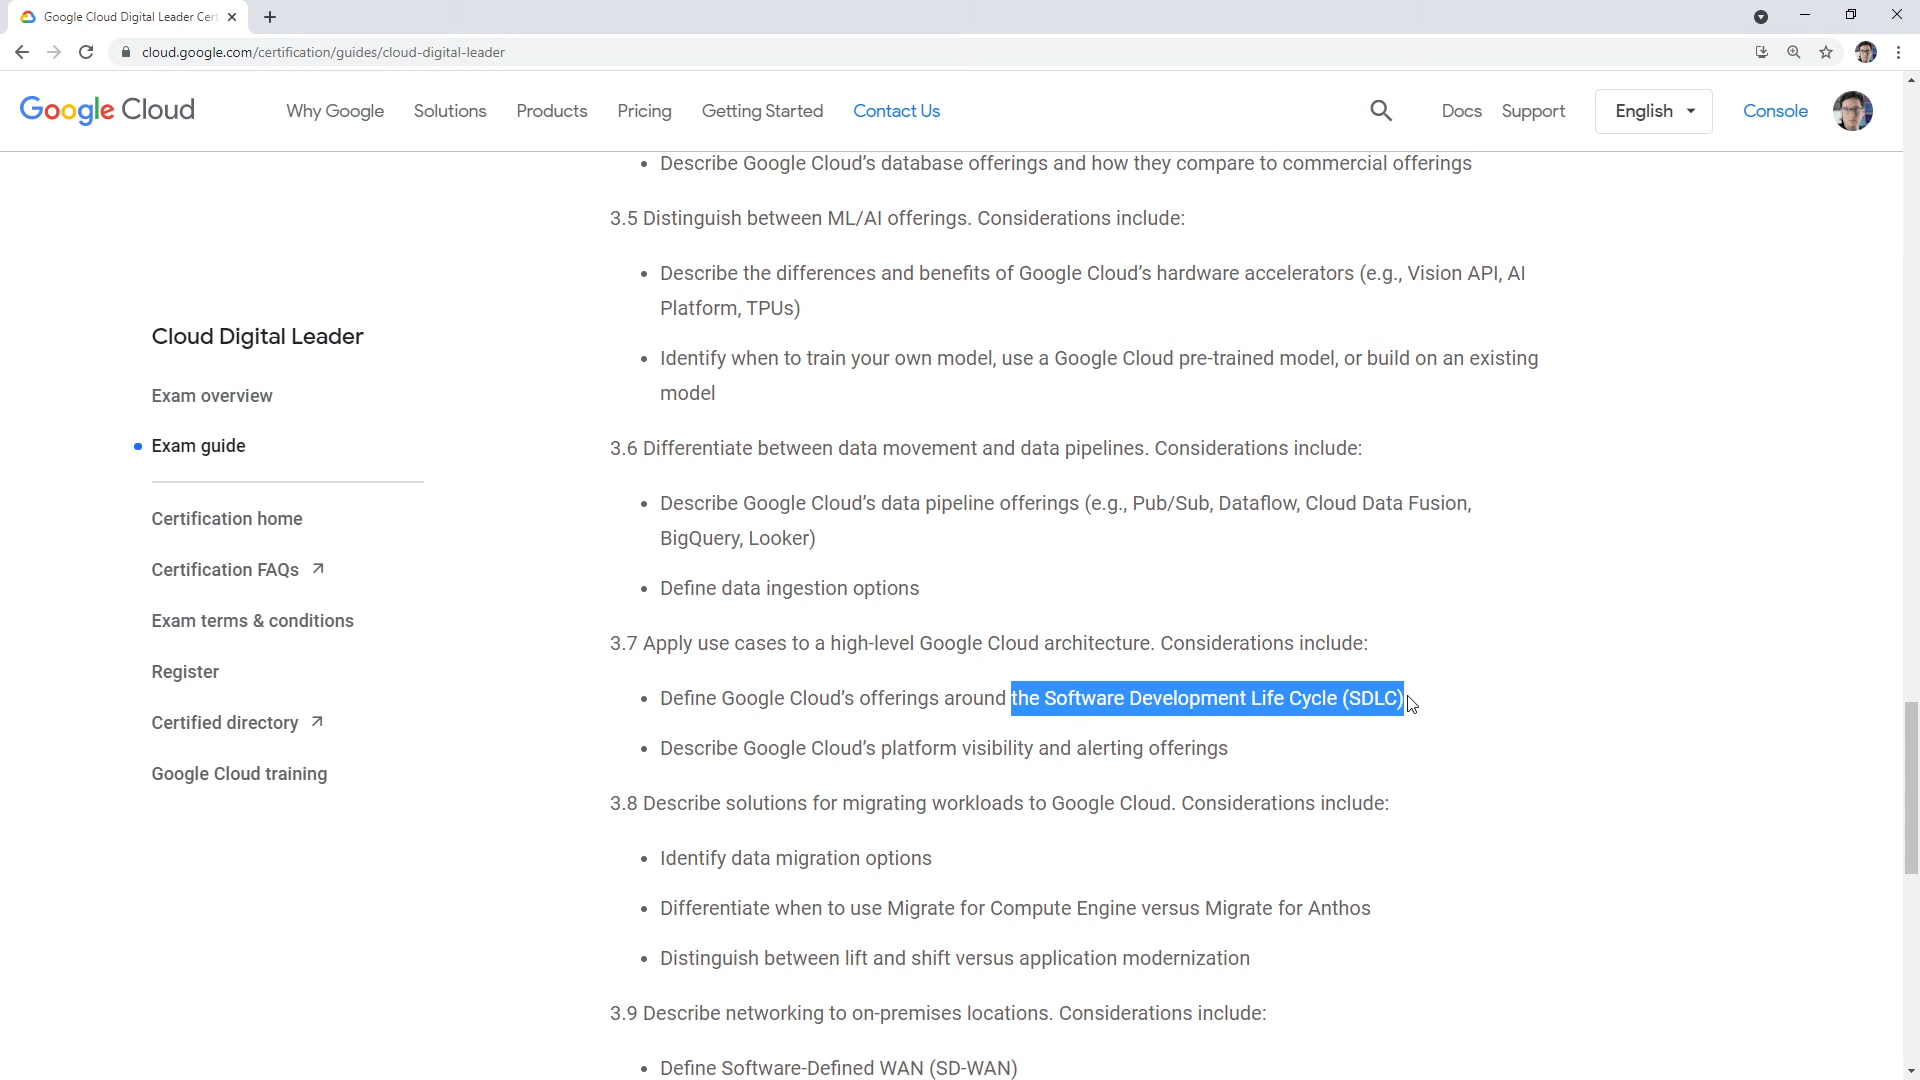 Google Cloud Digital Leader Cert
cloud.google.com/certification/guides/cloud-digital-leader
Google Cloud
Why Google
Solutions
Products
Pricing
Getting Started
Contact Us
Docs
Support
English
Console
• Describe Google Cloud’s database offerings and how they compare to commercial offerings
3.5 Distinguish between ML/AI offerings. Considerations include:
• Describe the differences and benefits of Google Cloud’s hardware accelerators (e.g., Vision API, AI
Platform, TPUs)
• Identify when to train your own model, use a Google Cloud pre-trained model, or build on an existing
model
3.6 Differentiate between data movement and data pipelines. Considerations include:
• Describe Google Cloud’s data pipeline offerings (e.g., Pub/Sub, Dataflow, Cloud Data Fusion,
BigQuery, Looker)
• Define data ingestion options
3.7 Apply use cases to a high-level Google Cloud architecture. Considerations include:
• Define Google Cloud’s offerings around the Software Development Life Cycle (SDLC)
• Describe Google Cloud’s platform visibility and alerting offerings
3.8 Describe solutions for migrating workloads to Google Cloud. Considerations include:
• Identify data migration options
• Differentiate when to use Migrate for Compute Engine versus Migrate for Anthos
• Distinguish between lift and shift versus application modernization
3.9 Describe networking to on-premises locations. Considerations include:
• Define Software-Defined WAN (SD-WAN)
Cloud Digital Leader
Exam overview
Exam guide
Certification home
Certification FAQs
Exam terms & conditions
Register
Certified directory
Google Cloud training